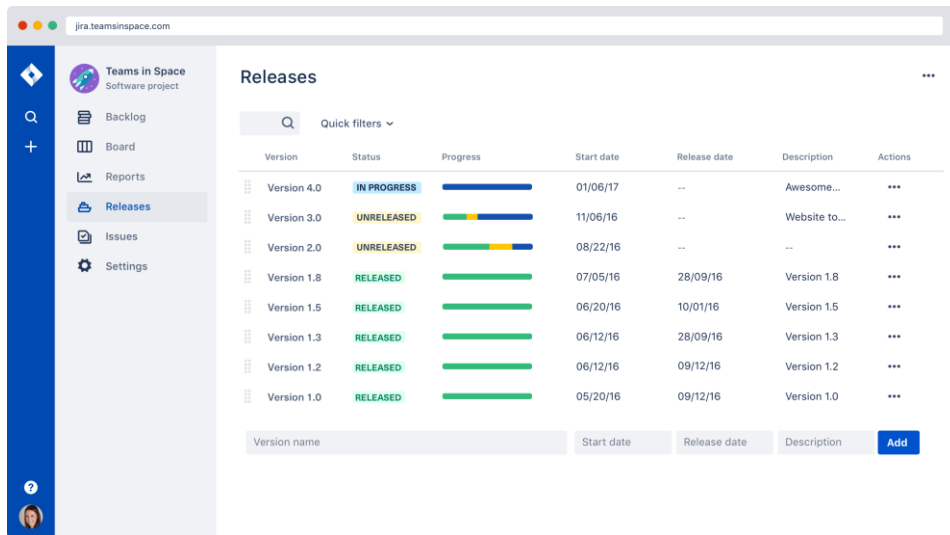 jira.teamsinspace.com
Teams in Space
Software project
Backlog
Board
Reports
Releases
Issues
Settings
Releases
Quick filters
Version Status Progress Start date Release date Description Actions
Version 4.0 IN PROGRESS 01/06/17 -- Awesome...
Version 3.0 UNRELEASED 11/06/16 -- Website to...
Version 2.0 UNRELEASED 08/22/16 -- --
Version 1.8 RELEASED 07/05/16 28/09/16 Version 1.8
Version 1.5 RELEASED 06/20/16 10/01/16 Version 1.5
Version 1.3 RELEASED 06/12/16 28/09/16 Version 1.3
Version 1.2 RELEASED 06/12/16 09/12/16 Version 1.2
Version 1.0 RELEASED 05/20/16 09/12/16 Version 1.0
Version name Start date Release date Description Add
?